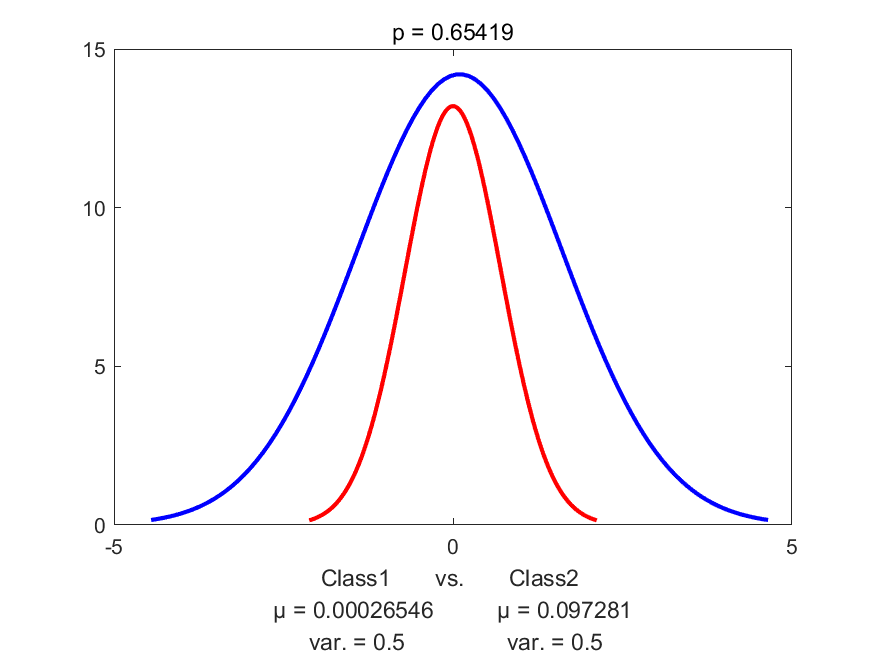 p = 0.65419
15
10
5
0
-5 0 5
Class1 vs. Class2
μ = 0.00026546 μ = 0.097281
var. = 0.5 var. = 0.5